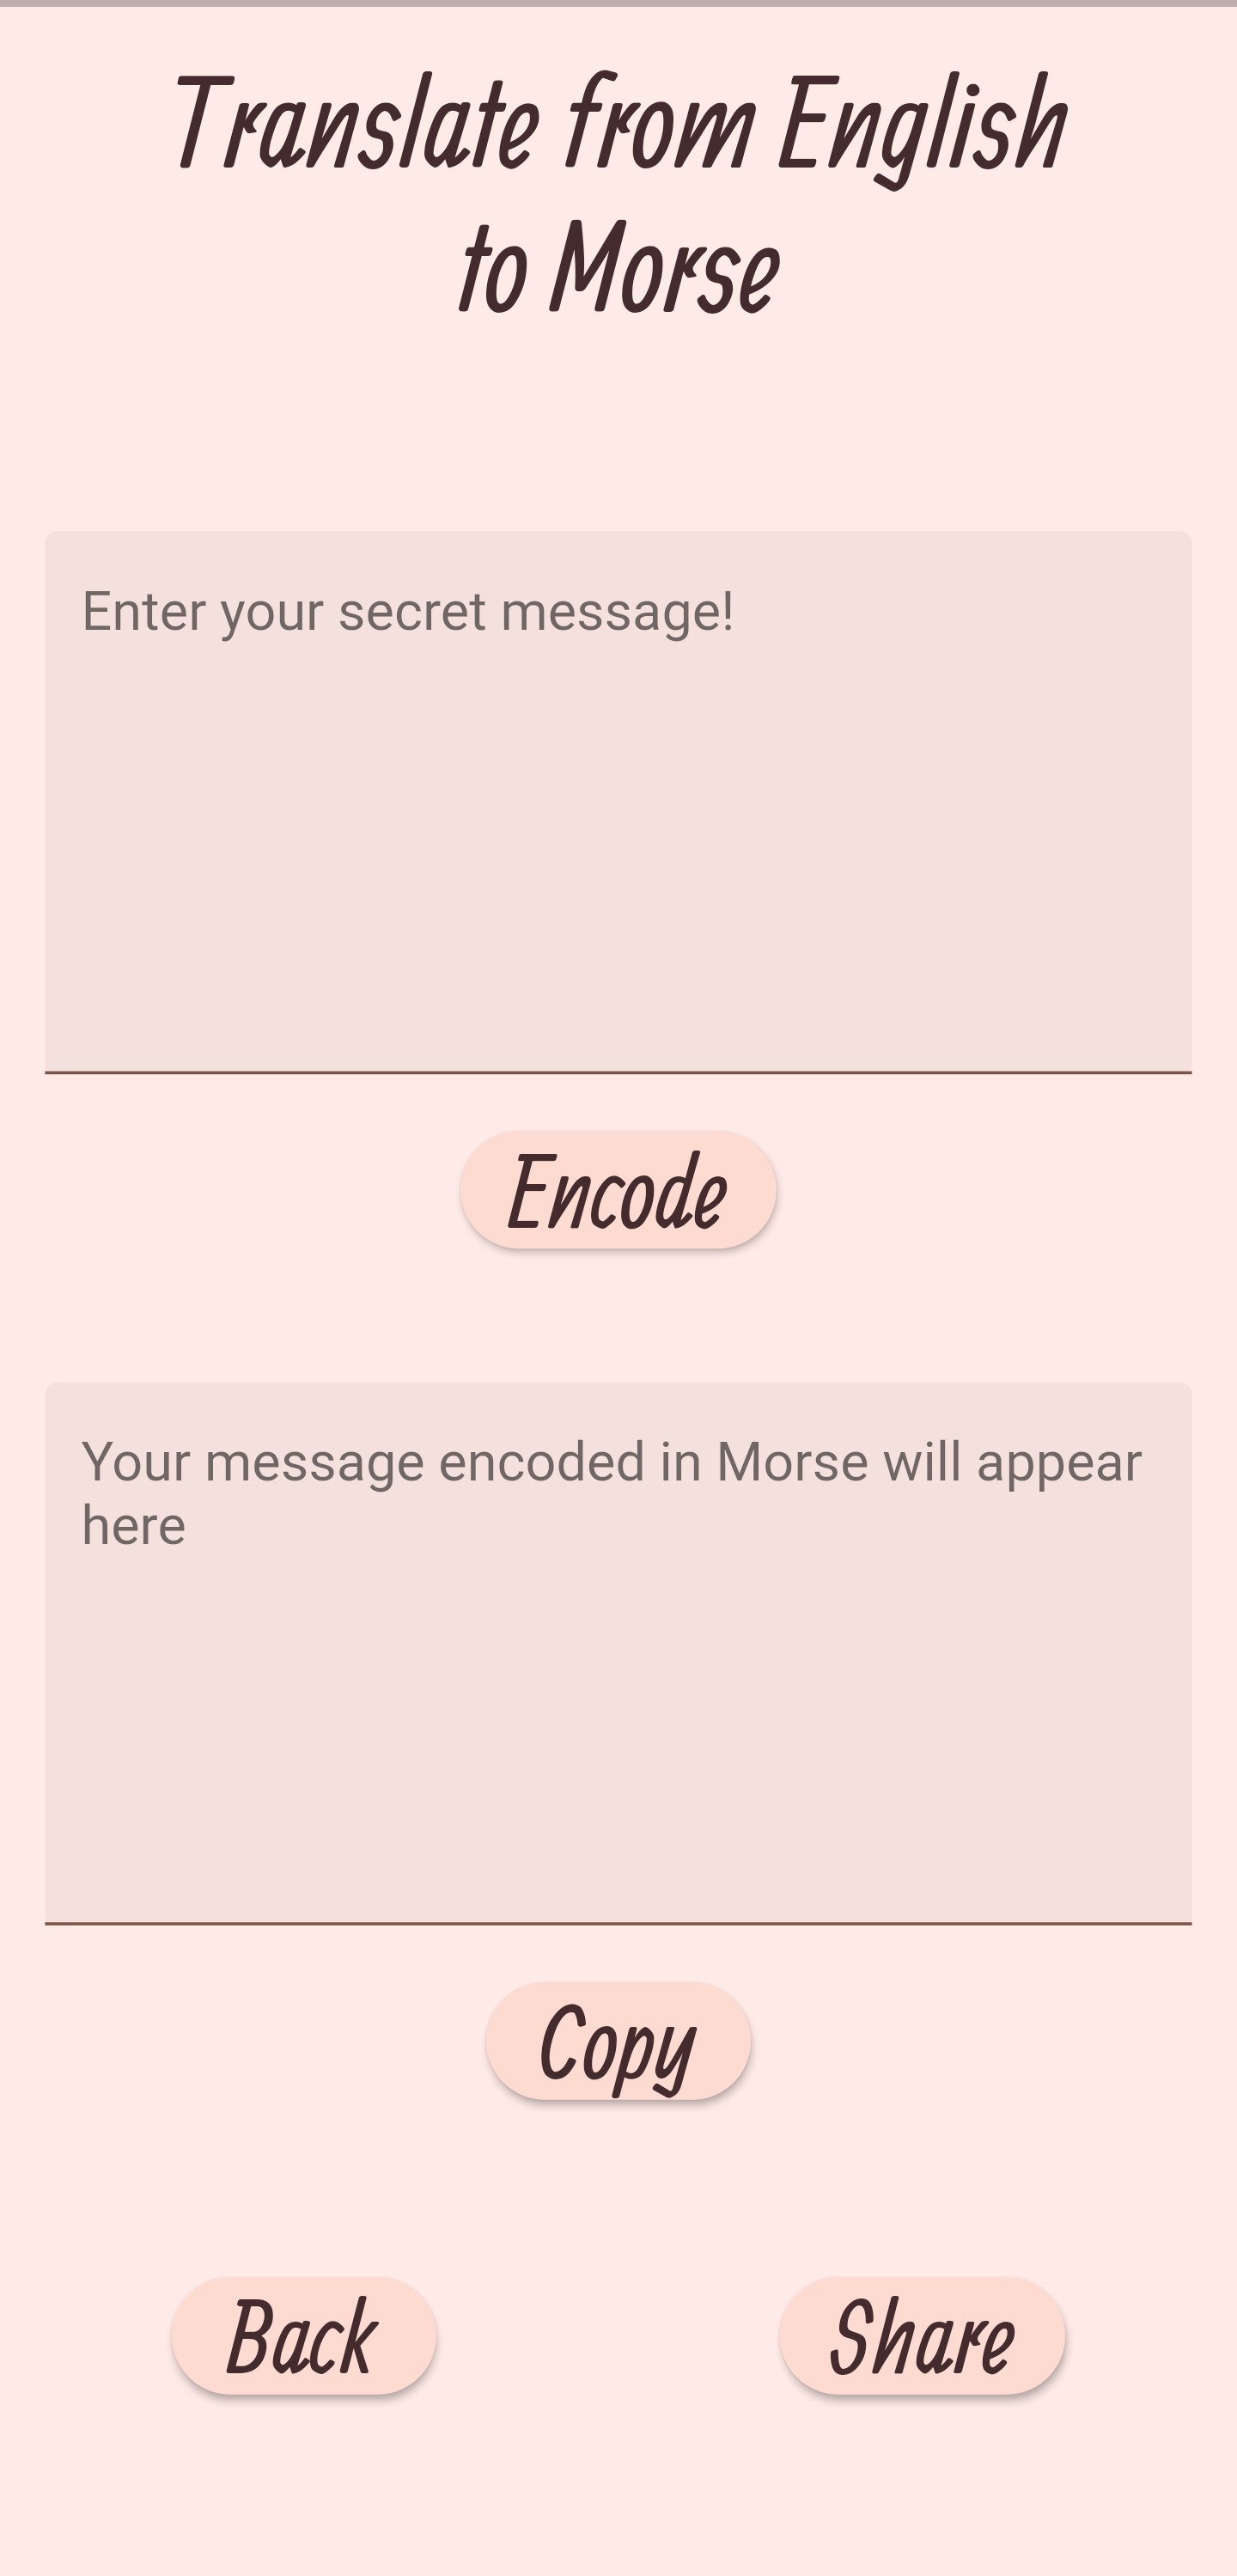 Translate from English
to Morse
Enter your secret message!
Encode
Your message encoded in Morse will appear
here
Copy
Back
Share